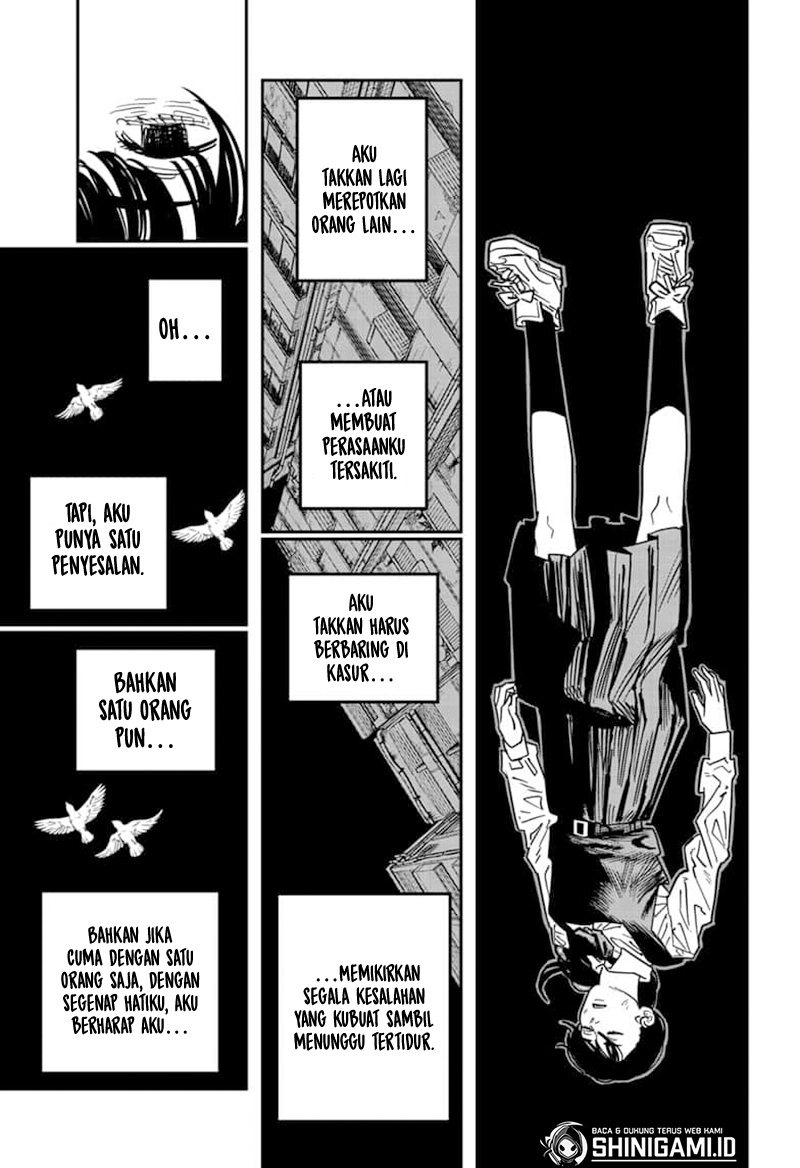 AKU
TAKKAN LAGI
MEREPOTKAN
ORANG LAIN...
...ATAU
MEMBUAT
PERASAANKU
TERSAKITI.
AKU
TAKKAN HARUS
BERBARING DI
KASUR...
...MEMIKIRKAN
SEGALA KESALAHAN
YANG KUBUAT SAMBIL
MENUNGGU TERTIDUR.
OH...
TAPI, AKU
PUNYA SATU
PENYESALAN.
BAHKAN
SATU ORANG
PUN...
BAHKAN JIKA
CUMA DENGAN SATU
ORANG SAJA, DENGAN
SEGENAP HATIKU, AKU
BERHARAP AKU...
BACA & DUKUNG TERUS WEB KAMI
SHINIGAMI.ID